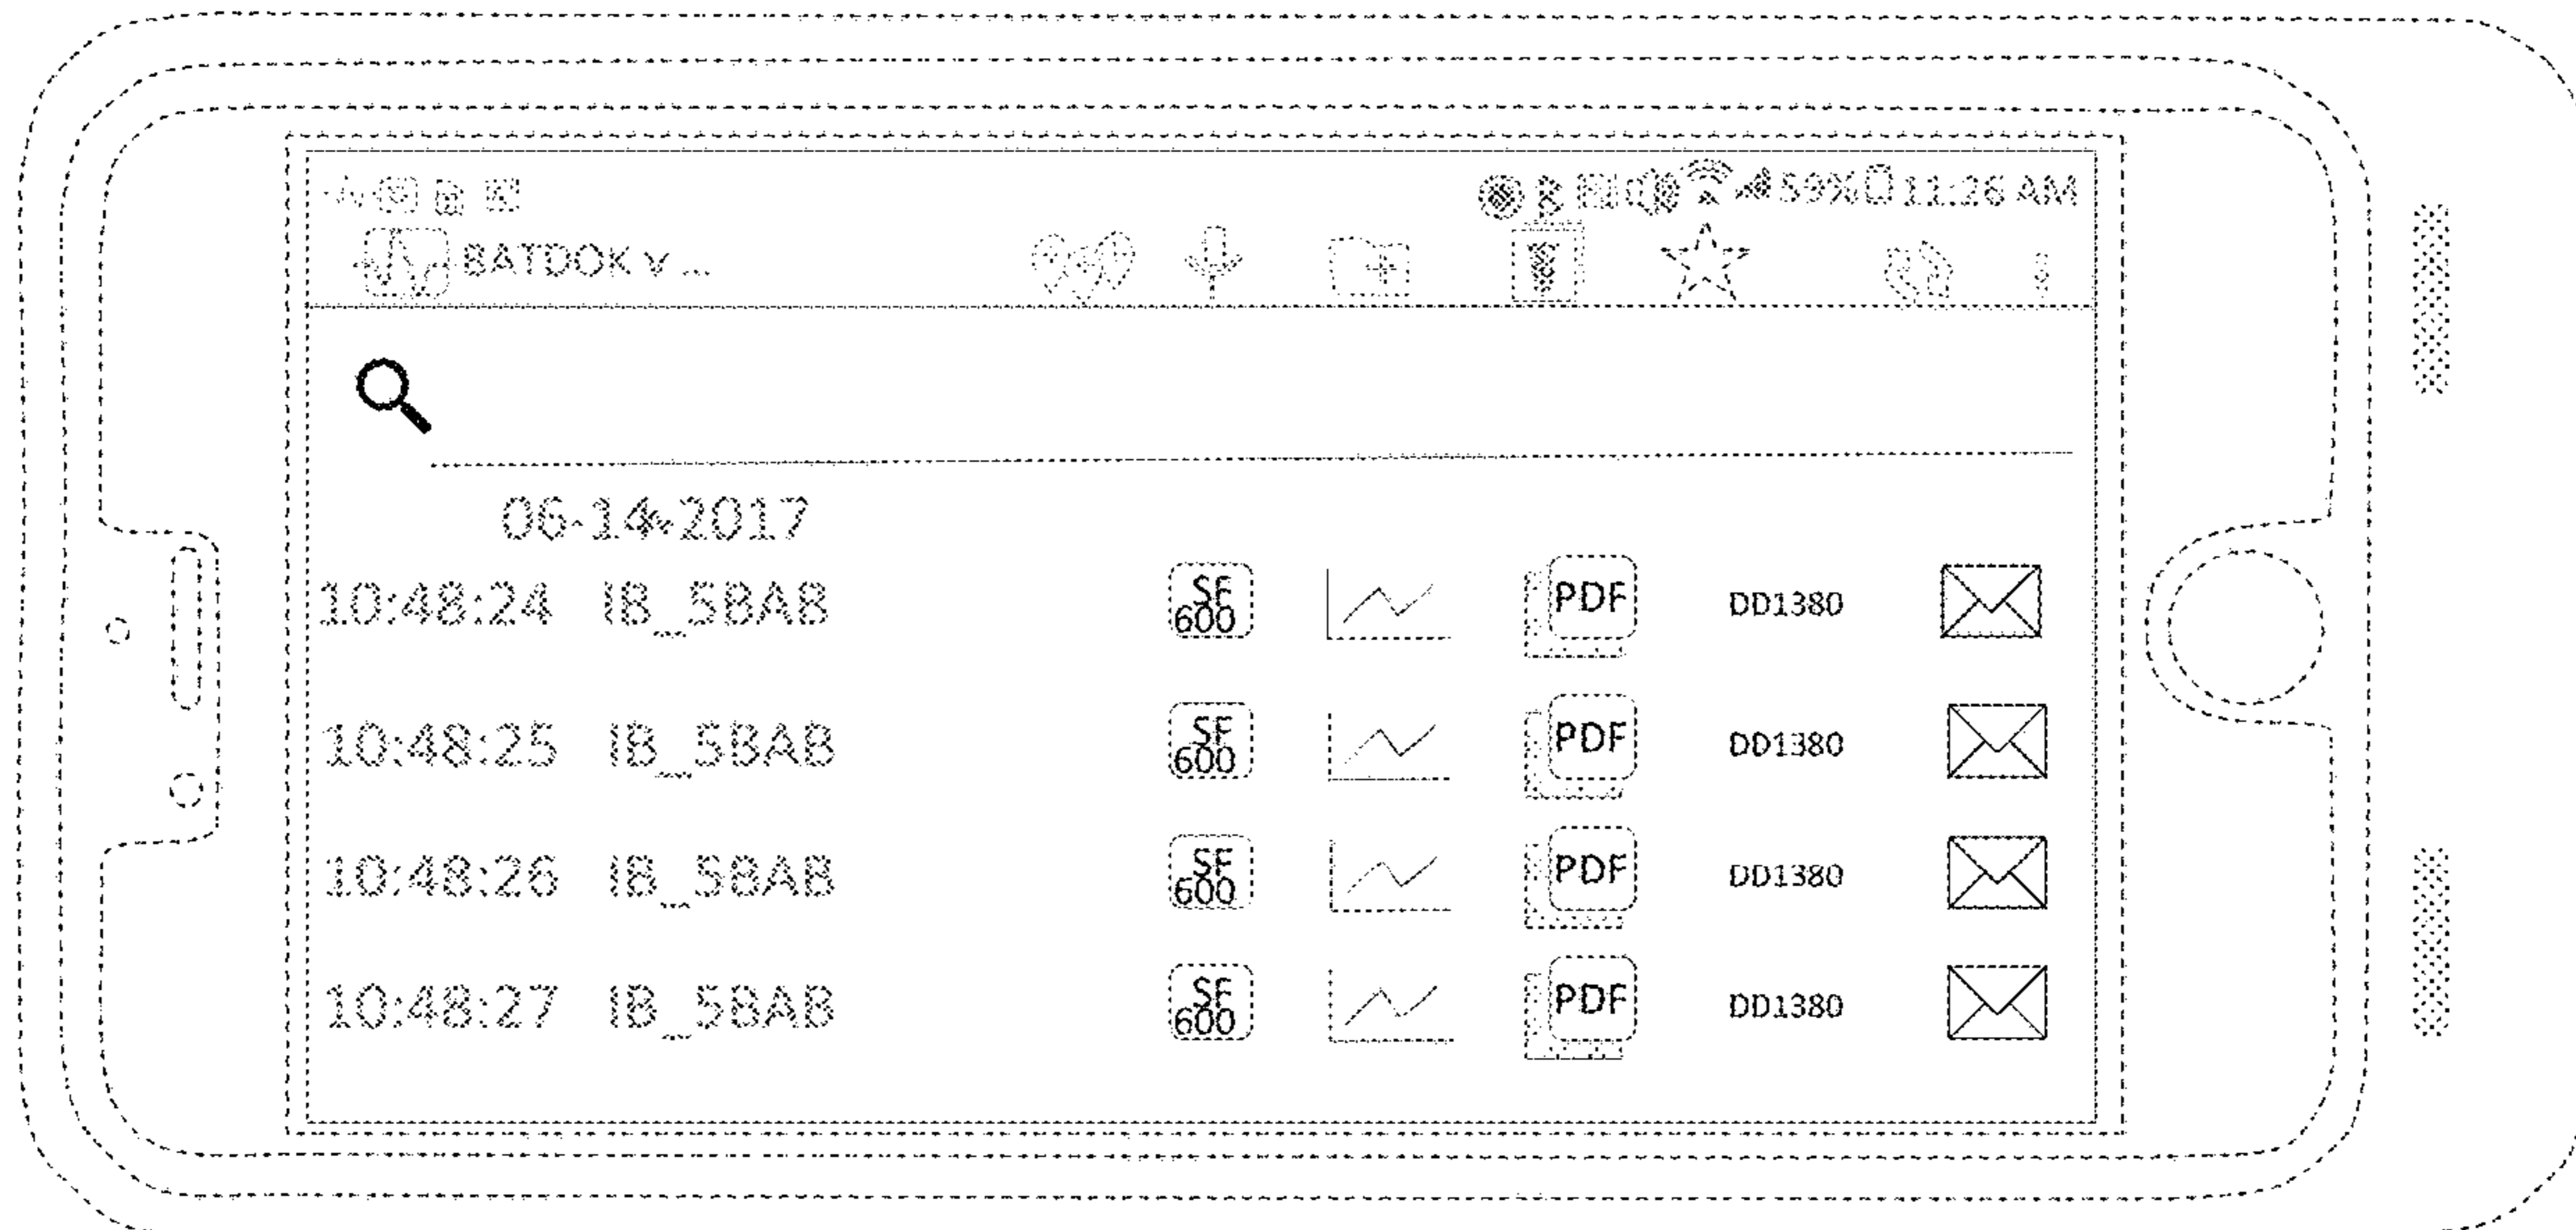 59% 11:26 AM
BATDOK v ...
06-14-2017
10:48:24 IB_5BAB SF 600 PDF DD1380
10:48:25 IB_5BAB SF 600 PDF DD1380
10:48:26 IB_5BAB SF 600 PDF DD1380
10:48:27 IB_5BAB SF 600 PDF DD1380